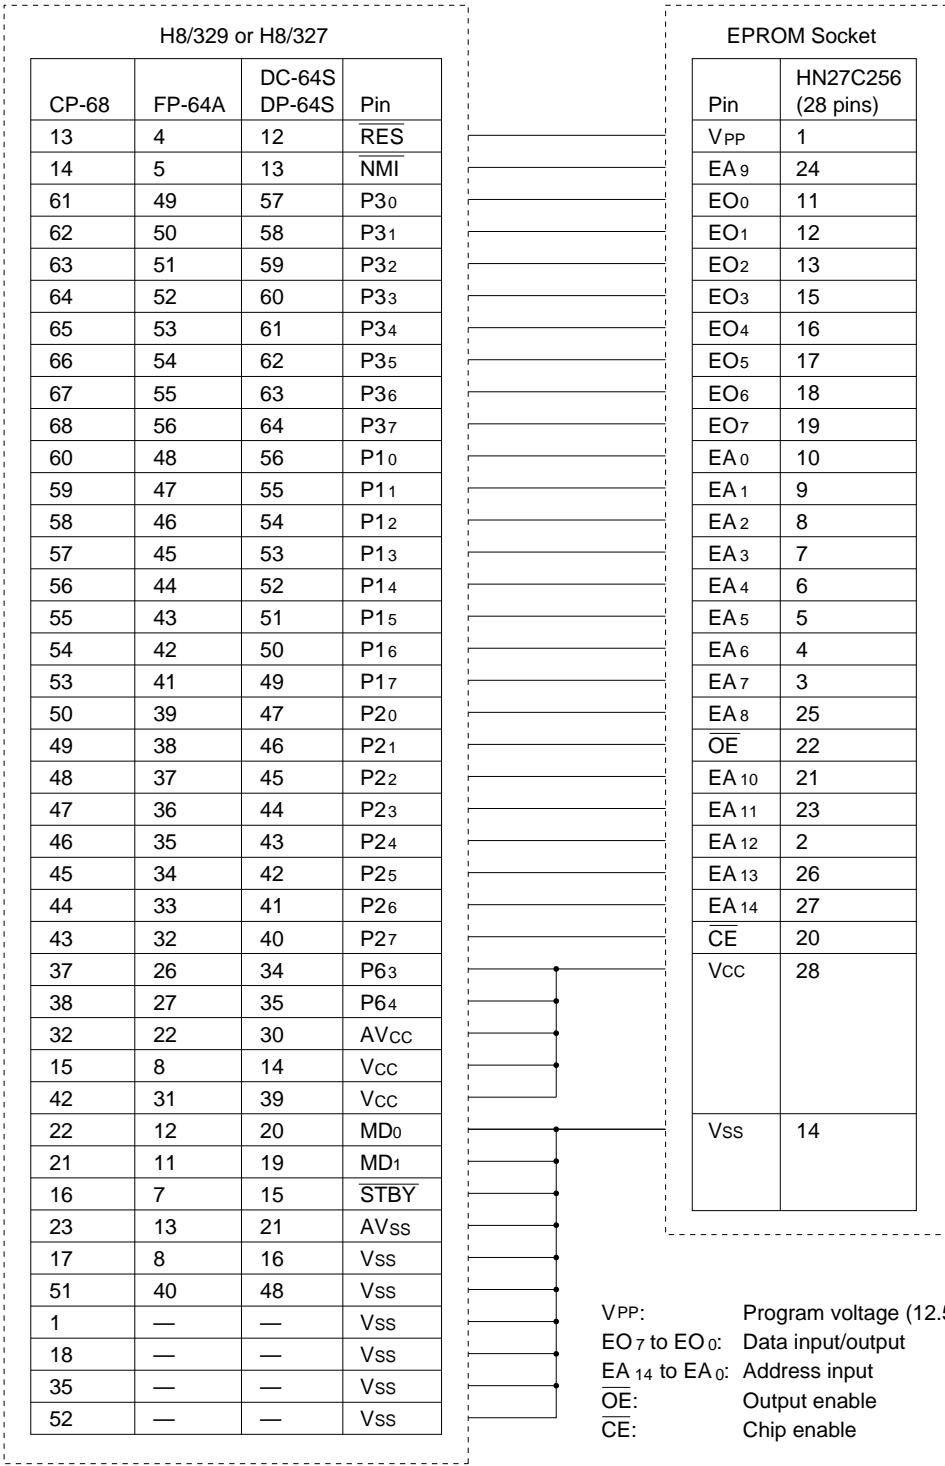 H8/329 or H8/327 EPROM Socket
DC-64S HN27C256
CP-68 FP-64A DP-64S Pin Pin (28 pins)
13 4 12 RES VPP 1
14 5 13 NMI EA9 24
61 49 57 P30 EO0 11
62 50 58 P31 EO1 12
63 51 59 P32 EO2 13
64 52 60 P33 EO3 15
65 53 61 P34 EO4 16
66 54 62 P35 EO5 17
67 55 63 P36 EO6 18
68 56 64 P37 EO7 19
60 48 56 P10 EA0 10
59 47 55 P11 EA1 9
58 46 54 P12 EA2 8
57 45 53 P13 EA3 7
56 44 52 P14 EA4 6
55 43 51 P15 EA5 5
54 42 50 P16 EA6 4
53 41 49 P17 EA7 3
50 39 47 P20 EA8 25
49 38 46 P21 OE 22
48 37 45 P22 EA10 21
47 36 44 P23 EA11 23
46 35 43 P24 EA12 2
45 34 42 P25 EA13 26
44 33 41 P26 EA14 27
43 32 40 P27 CE 20
37 26 34 P63 VCC 28
38 27 35 P64
32 22 30 AVCC
15 8 14 VCC
42 31 39 VCC
22 12 20 MD0 VSS 14
21 11 19 MD1
16 7 15 STBY
23 13 21 AVSS
17 8 16 VSS
51 40 48 VSS
1 — — VSS
18 — — VSS
35 — — VSS
52 — — VSS
VPP: Program voltage (12.5
EO7 to EO0: Data input/output
EA14 to EA0: Address input
OE: Output enable
CE: Chip enable